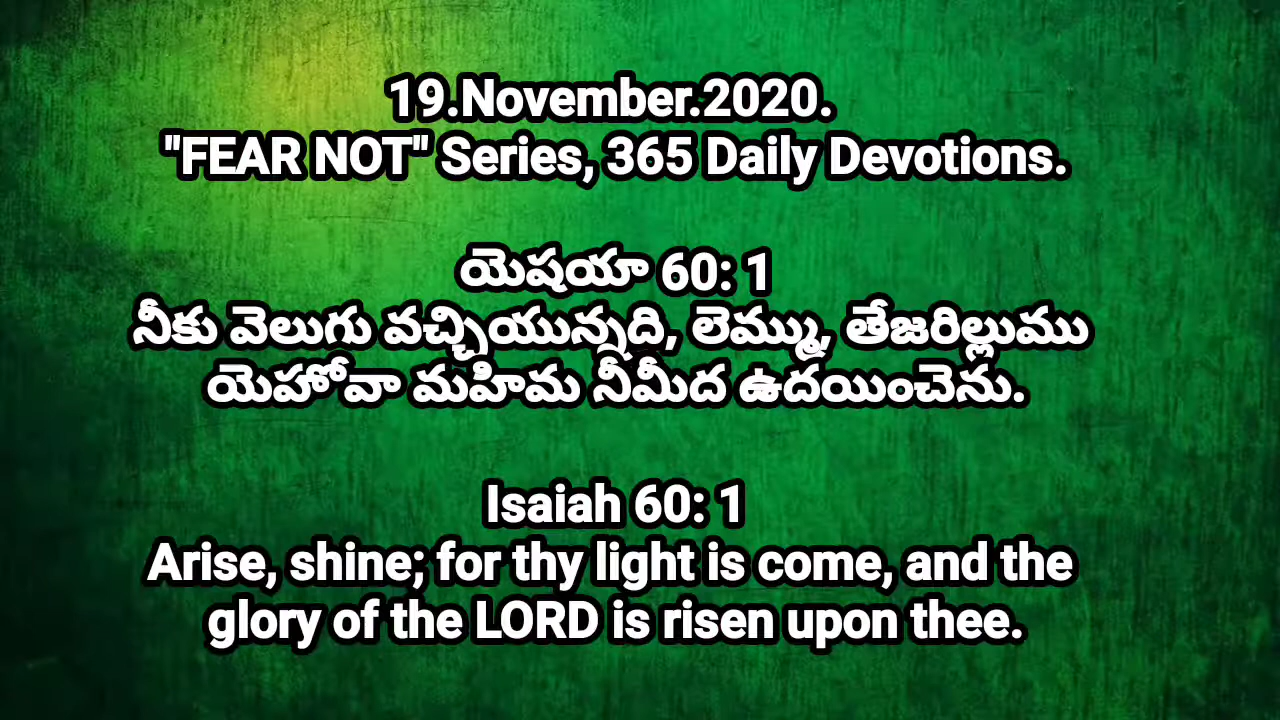 19.November.2020.
"FEAR NOT" Series, 365 Daily Devotions.
యెషయా 60: 1
నీకు వెలుగు వచ్చియున్నది, లెమ్ము, తేజరిల్లుము
యెహోవా మహిమ నీమీద ఉదయించెను.
Isaiah 60: 1
Arise, shine; for thy light is come, and the
glory of the LORD is risen upon thee.